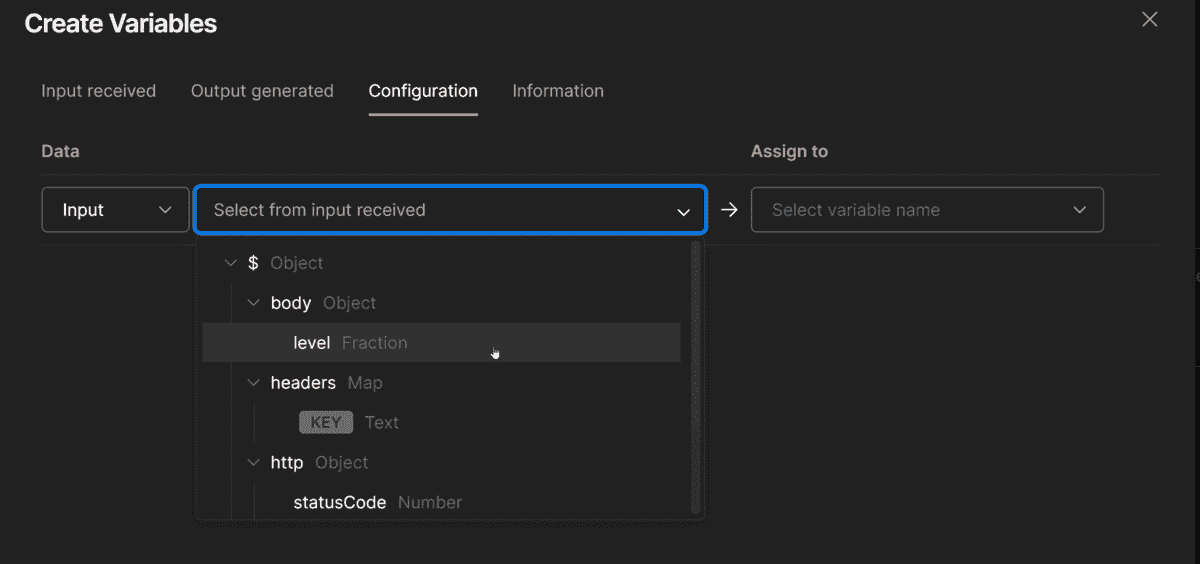 Create Variables
Input received Output generated Configuration Information
Data Assign to
Input Select from input received → Select variable name
$ Object
body Object
level Fraction
headers Map
KEY Text
http Object
statusCode Number